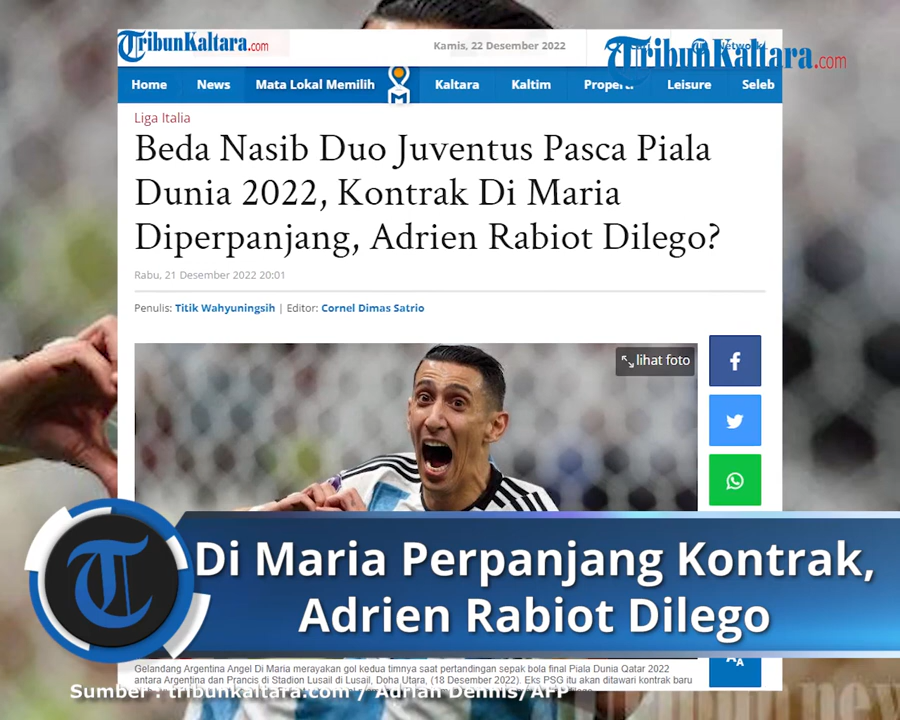 TribunKaltara.com
Kamis, 22 Desember 2022
Network
TribunKaltara.com
Home News Mata Lokal Memilih M Kaltara Kaltim Propert Leisure Seleb
Liga Italia
Beda Nasib Duo Juventus Pasca Piala
Dunia 2022, Kontrak Di Maria
Diperpanjang, Adrien Rabiot Dilego?
Rabu, 21 Desember 2022 20:01
Penulis: Titik Wahyuningsih | Editor: Cornel Dimas Satrio
lihat foto
T Di Maria Perpanjang Kontrak,
Adrien Rabiot Dilego
AA
Gelandang Argentina Angel Di Maria merayakan gol kedua timnya saat pertandingan sepak bola final Piala Dunia Qatar 2022
antara Argentina dan Prancis di Stadion Lusail di Lusail, Doha Utara, (18 Desember 2022). Eks PSG itu akan ditawari kontrak baru
Sumber : tribunkaltara.com / Adrian Dennis/AFP